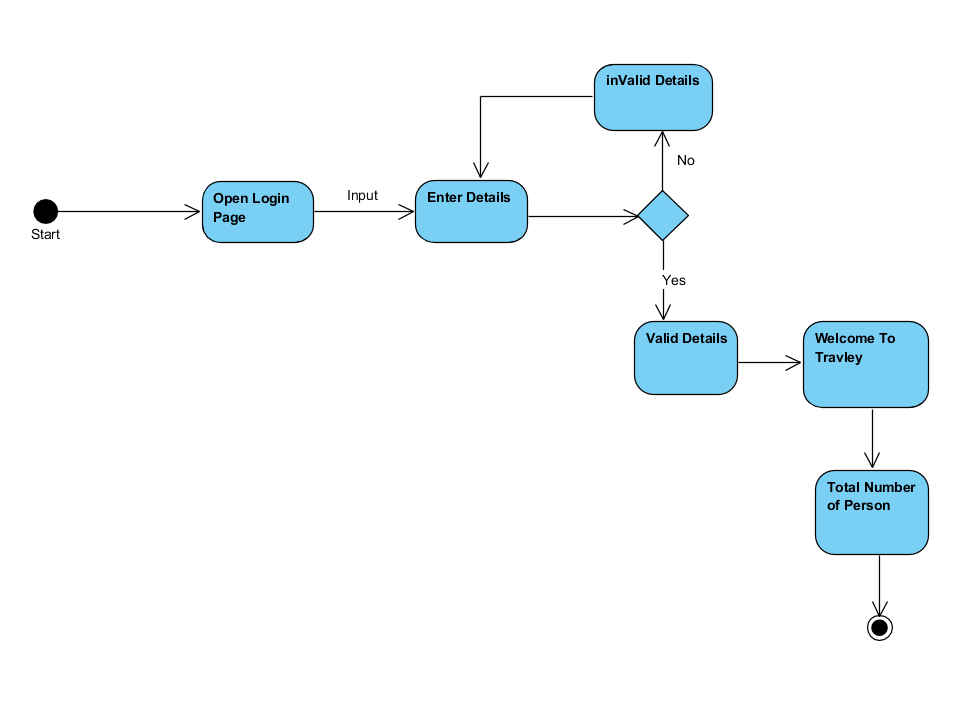 inValid Details
No
Input
Open Login
Page
Enter Details
Start
Yes
Valid Details
Welcome To
Travley
Total Number
of Person